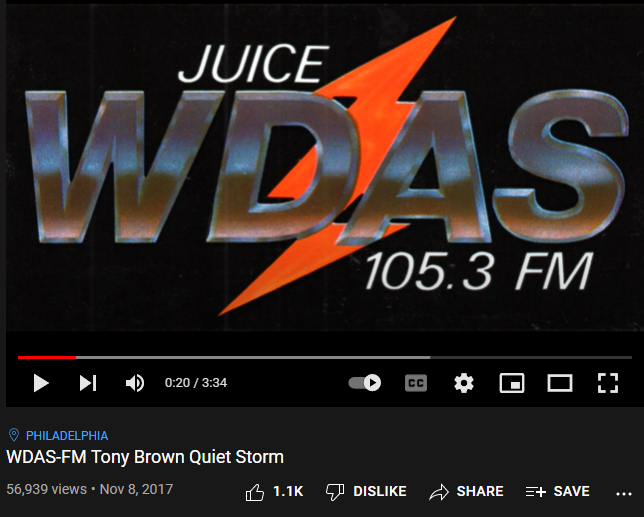 JUICE
WDAS
105.3 FM
0:20 / 3:34
CC
PHILADELPHIA
WDAS-FM Tony Brown Quiet Storm
56,939 views • Nov 8, 2017
1.1K DISLIKE SHARE SAVE ...